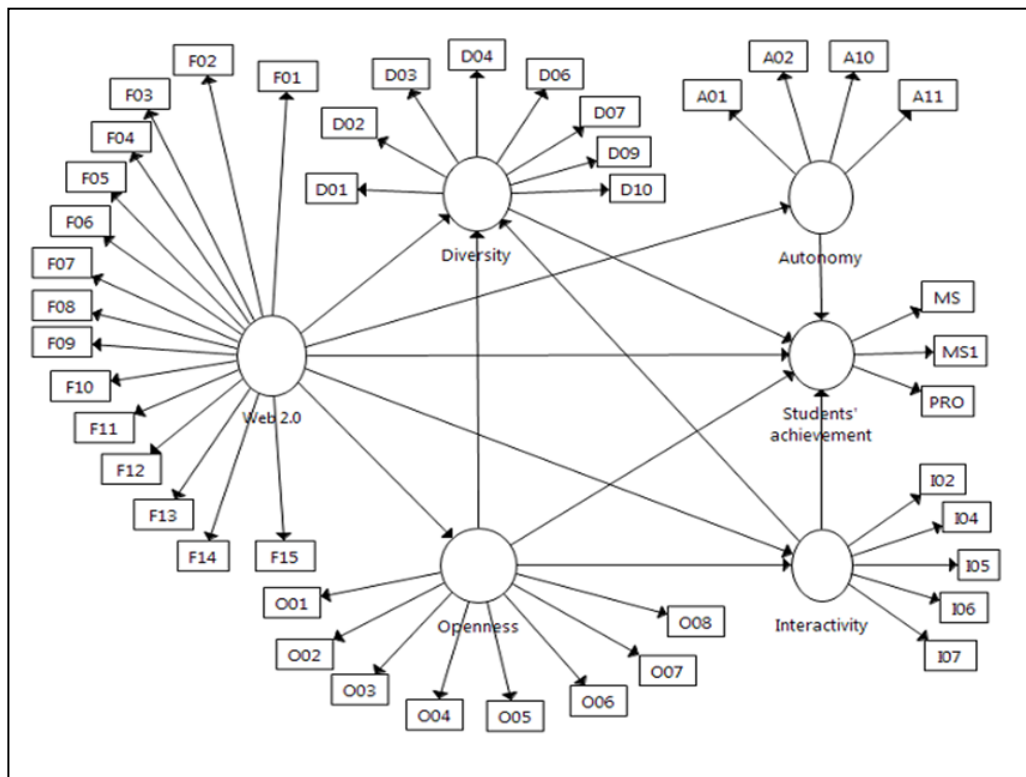 F01
F02
F03
F04
F05
F06
F07
F08
F09
F10
F11
F12
F13
F14
F15
Web 2.0
D01
D02
D03
D04
D06
D07
D09
D10
Diversity
A01
A02
A10
A11
Autonomy
MS
MS1
PRO
Students'
achievement
O01
O02
O03
O04
O05
O06
O07
O08
Openness
I02
I04
I05
I06
I07
Interactivity